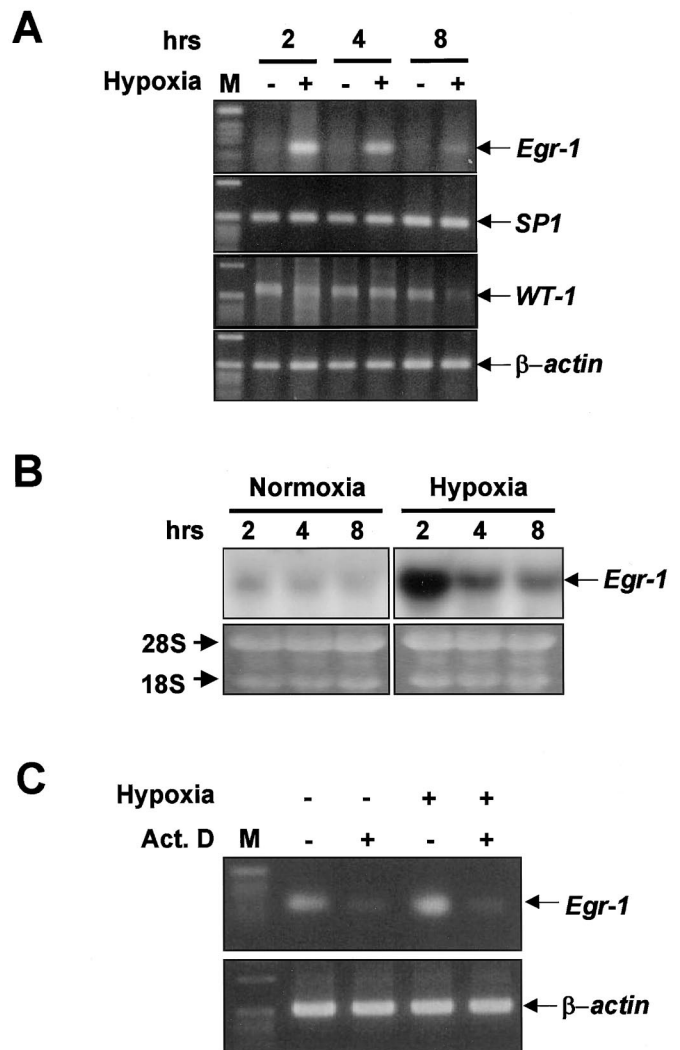 A
hrs 2 4 8
Hypoxia M - + - + - +
Egr-1
SP1
WT-1
β–actin
B
Normoxia Hypoxia
hrs 2 4 8 2 4 8
Egr-1
28S
18S
C
Hypoxia - - + +
Act. D M - + - +
Egr-1
β–actin